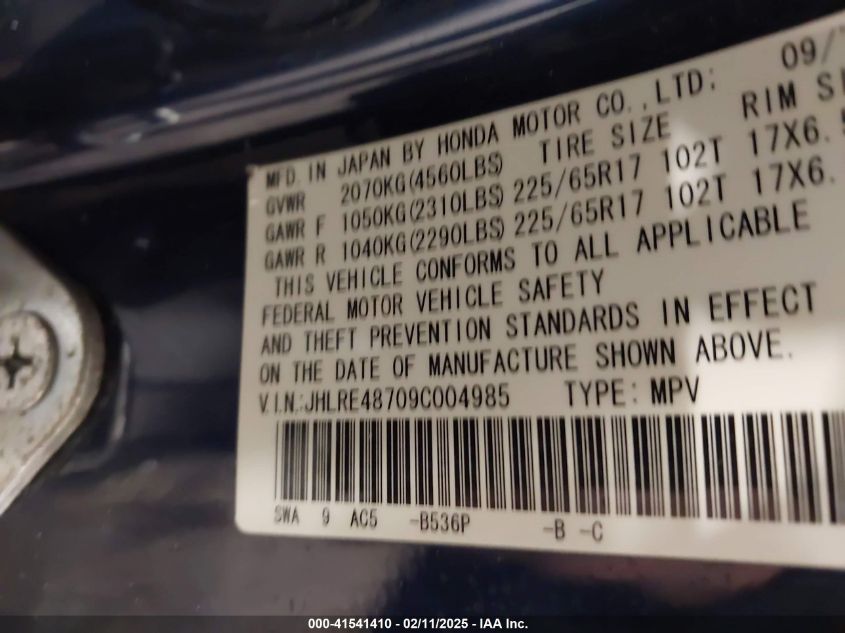 MFD. IN JAPAN BY HONDA MOTOR CO.,LTD: 09/
GVWR 2070KG(4560LBS) TIRE SIZE RIM
GAWR F 1050KG(2310LBS) 225/65R17 102T 17X6.
GAWR R 1040KG(2290LBS) 225/65R17 102T 17X6.
THIS VEHICLE CONFORMS TO ALL APPLICABLE
FEDERAL MOTOR VEHICLE SAFETY
AND THEFT PREVENTION STANDARDS IN EFFECT
ON THE DATE OF MANUFACTURE SHOWN ABOVE.
V.I.N.:JHLRE48709C004985 TYPE: MPV
SWA 9 AC5 -B536P -B -C
000-41541410 - 02/11/2025 - IAA Inc.